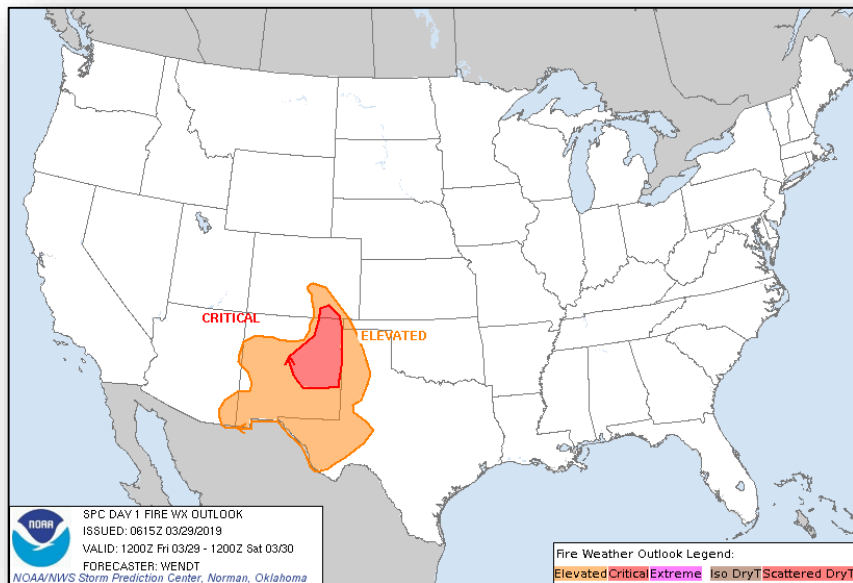 CRITICAL
ELEVATED
NOAA
SPC DAY 1 FIRE WX OUTLOOK
ISSUED: 0615Z 03/29/2019
VALID: 1200Z Fri 03/29 - 1200Z Sat 03/30
FORECASTER: WENDT
NOAA/NWS Storm Prediction Center, Norman, Oklahoma
Fire Weather Outlook Legend:
Elevated Critical Extreme Iso DryT Scattered DryT